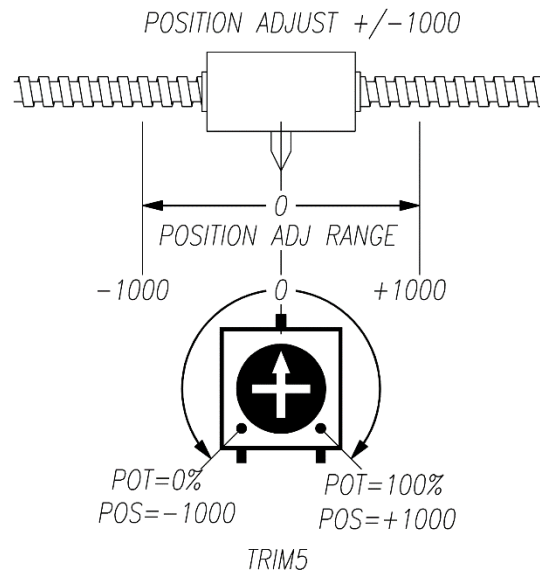 POSITION ADJUST +/-1000
0
POSITION ADJ RANGE
-1000 0 +1000
POT=0% POT=100%
POS=-1000 POS=+1000
TRIM5